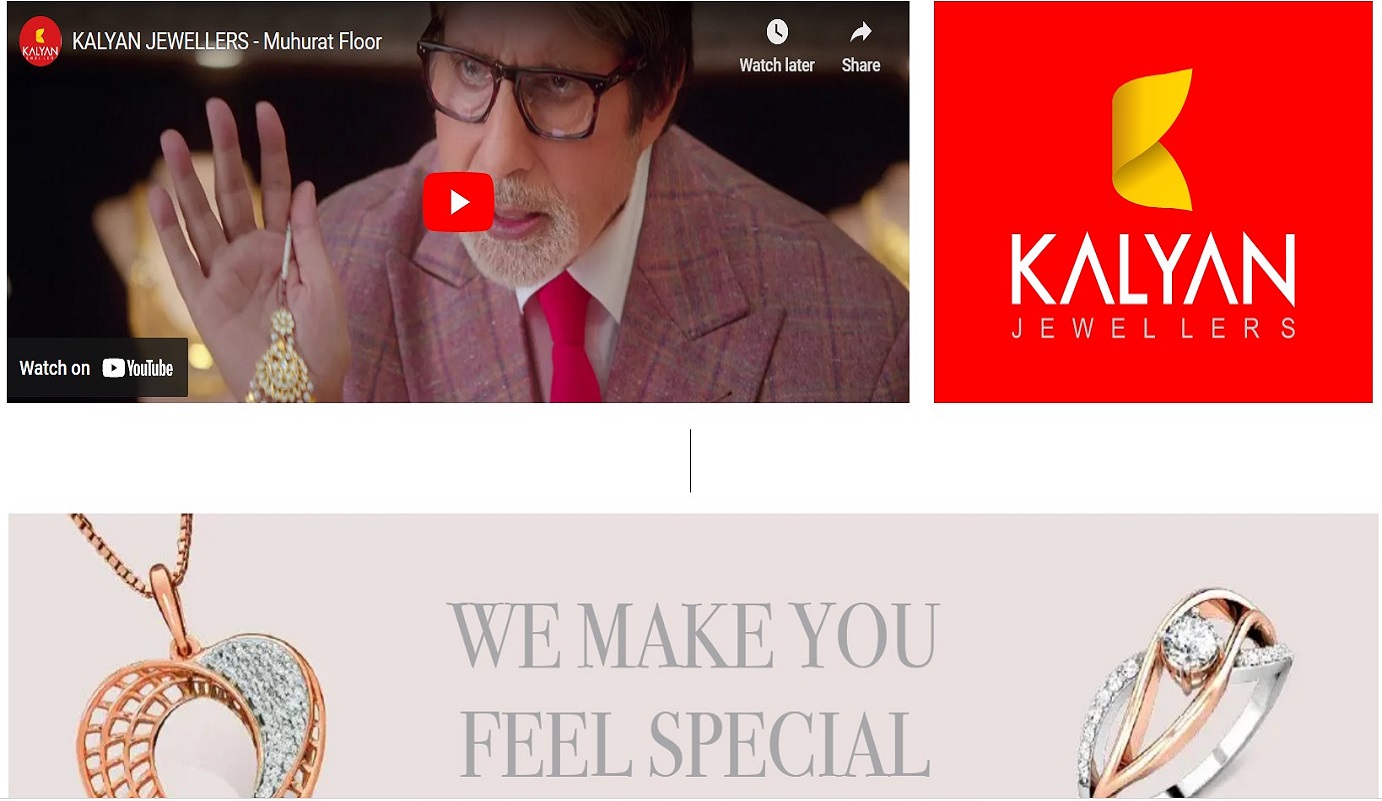 KALYAN
JEWELLERS
KALYAN JEWELLERS - Muhurat Floor
Watch later
Share
Watch on YouTube
KALYAN
JEWELLERS
WE MAKE YOU
FEEL SPECIAL